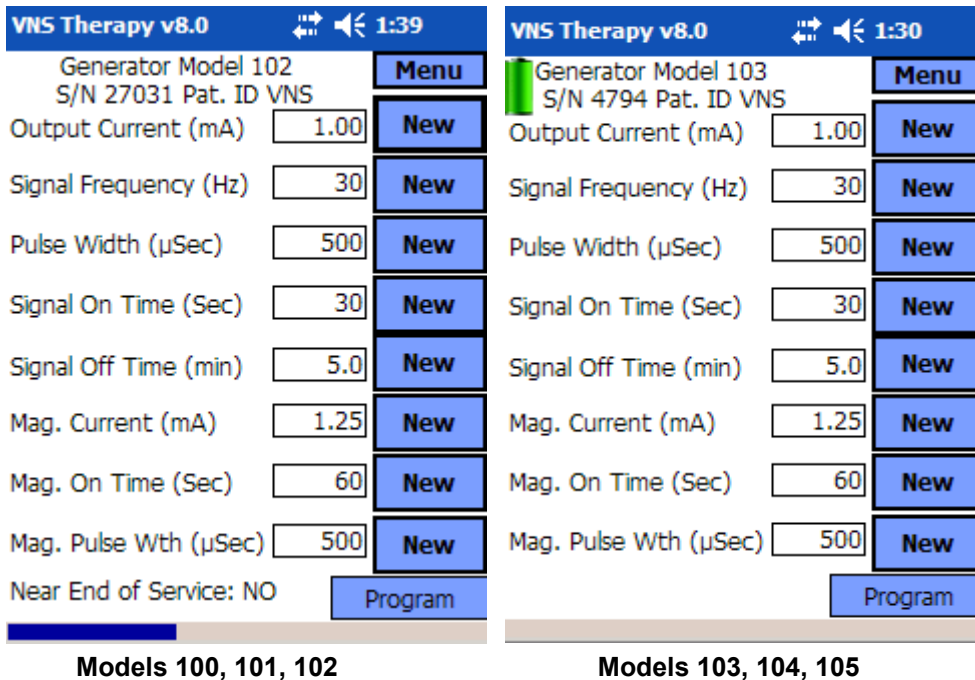 VNS Therapy v8.0 1:39
Generator Model 102 Menu
S/N 27031 Pat. ID VNS
Output Current (mA) 1.00 New
Signal Frequency (Hz) 30 New
Pulse Width (µSec) 500 New
Signal On Time (Sec) 30 New
Signal Off Time (min) 5.0 New
Mag. Current (mA) 1.25 New
Mag. On Time (Sec) 60 New
Mag. Pulse Wth (µSec) 500 New
Near End of Service: NO Program
Models 100, 101, 102
VNS Therapy v8.0 1:30
Generator Model 103 Menu
S/N 4794 Pat. ID VNS
Output Current (mA) 1.00 New
Signal Frequency (Hz) 30 New
Pulse Width (µSec) 500 New
Signal On Time (Sec) 30 New
Signal Off Time (min) 5.0 New
Mag. Current (mA) 1.25 New
Mag. On Time (Sec) 60 New
Mag. Pulse Wth (µSec) 500 New
Program
Models 103, 104, 105